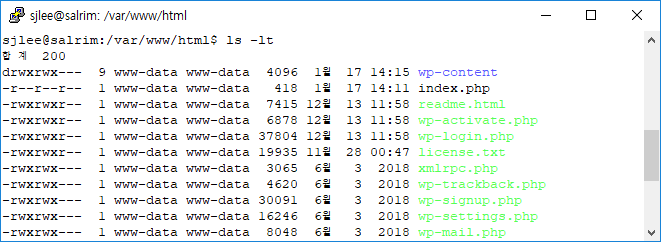 sjlee@salrim: /var/www/html
sjlee@salrim:/var/www/html$ ls -lt
합계 200
drwxrwx--- 9 www-data www-data 4096 1월 17 14:15 wp-content
-r--r--r-- 1 www-data www-data 418 1월 17 14:11 index.php
-rwxrwxr-- 1 www-data www-data 7415 12월 13 11:58 readme.html
-rwxrwxr-- 1 www-data www-data 6878 12월 13 11:58 wp-activate.php
-rwxrwxr-- 1 www-data www-data 37804 12월 13 11:58 wp-login.php
-rwxrwxr-- 1 www-data www-data 19935 11월 28 00:47 license.txt
-rwxrwxr-- 1 www-data www-data 3065 6월 3 2018 xmlrpc.php
-rwxrwxr-- 1 www-data www-data 4620 6월 3 2018 wp-trackback.php
-rwxrwxr-- 1 www-data www-data 30091 6월 3 2018 wp-signup.php
-rwxrwxr-- 1 www-data www-data 16246 6월 3 2018 wp-settings.php
-rwxrwxr-- 1 www-data www-data 8048 6월 3 2018 wp-mail.php